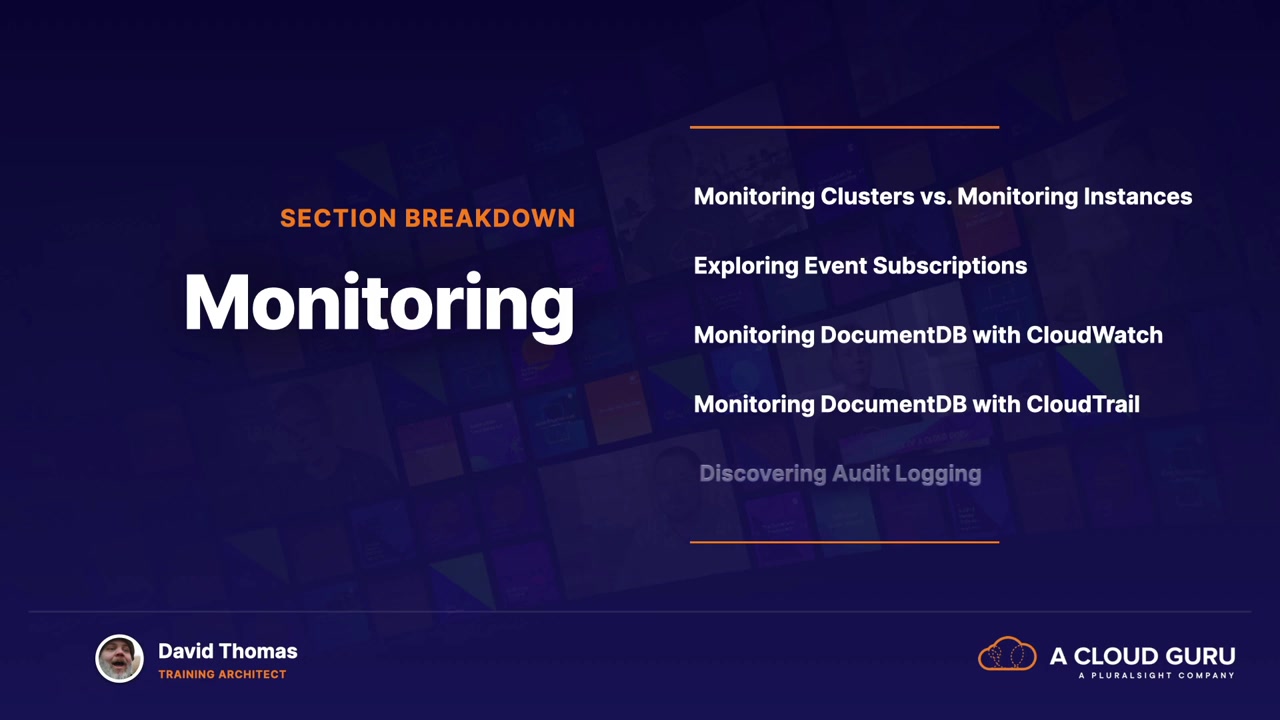 SECTION BREAKDOWN
Monitoring
Monitoring Clusters vs. Monitoring Instances
Exploring Event Subscriptions
Monitoring DocumentDB with CloudWatch
Monitoring DocumentDB with CloudTrail
Discovering Audit Logging
David Thomas
TRAINING ARCHITECT
A CLOUD GURU
A PLURALSIGHT COMPANY